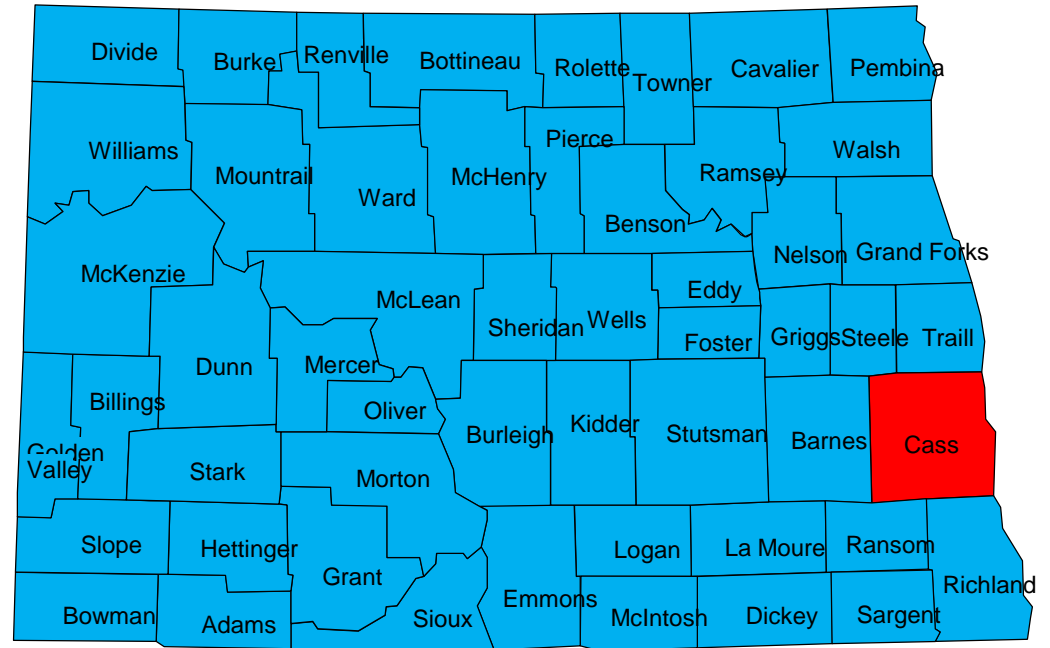 Divide
Burke
Renville
Bottineau
Rolette
Towner
Cavalier
Pembina
Williams
Mountrail
Ward
McHenry
Pierce
Benson
Ramsey
Walsh
McKenzie
McLean
Sheridan
Wells
Eddy
Nelson
Grand Forks
Dunn
Mercer
Oliver
Foster
Griggs
Steele
Traill
Billings
Golden
Valley
Stark
Morton
Burleigh
Kidder
Stutsman
Barnes
Cass
Slope
Hettinger
Grant
Logan
La Moure
Ransom
Richland
Bowman
Adams
Sioux
Emmons
McIntosh
Dickey
Sargent